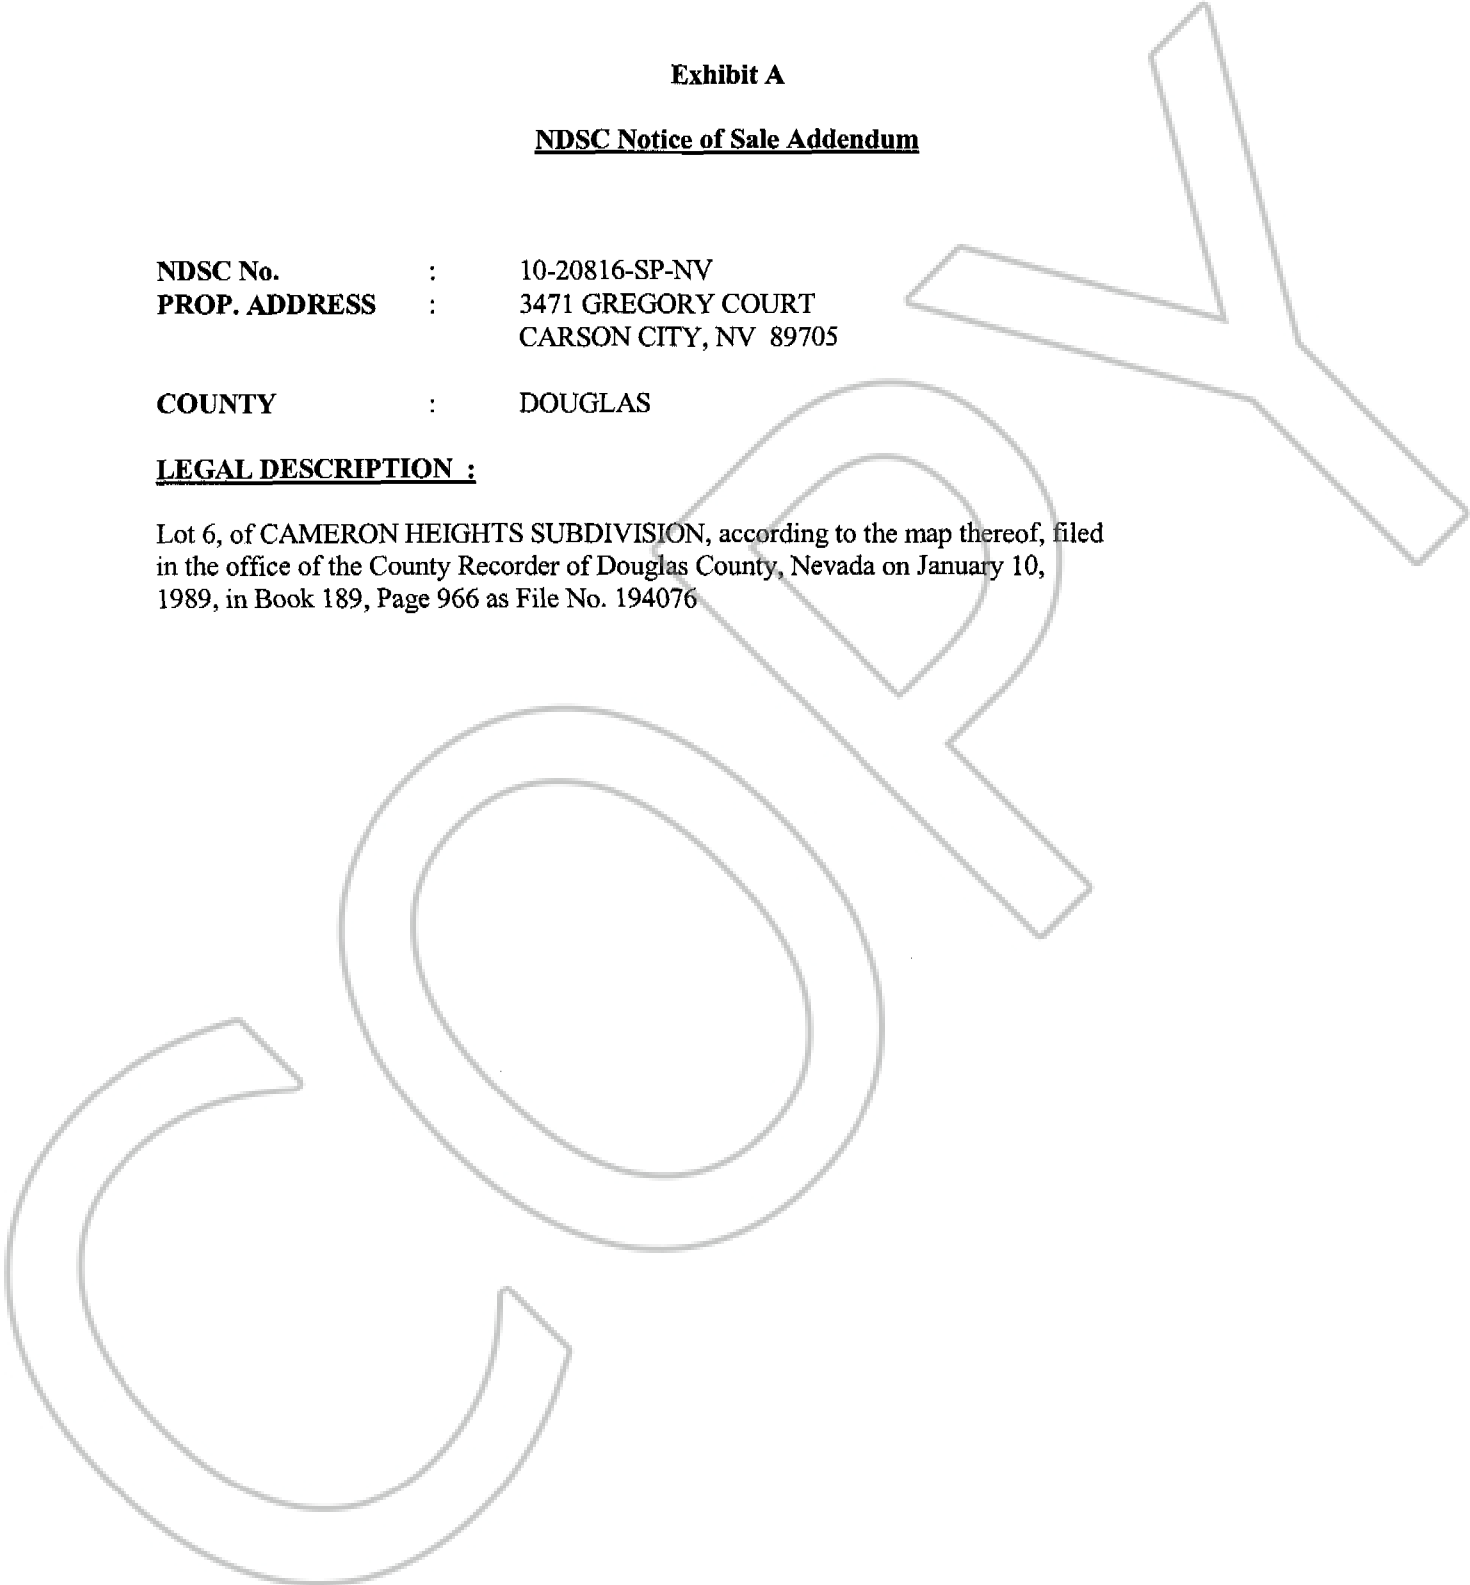 Exhibit A
NDSC Notice of Sale Addendum
NDSC No. : 10-20816-SP-NV
PROP. ADDRESS : 3471 GREGORY COURT
CARSON CITY, NV 89705
COUNTY : DOUGLAS
LEGAL DESCRIPTION :
Lot 6, of CAMERON HEIGHTS SUBDIVISION, according to the map thereof, filed
in the office of the County Recorder of Douglas County, Nevada on January 10,
1989, in Book 189, Page 966 as File No. 194076
COPY